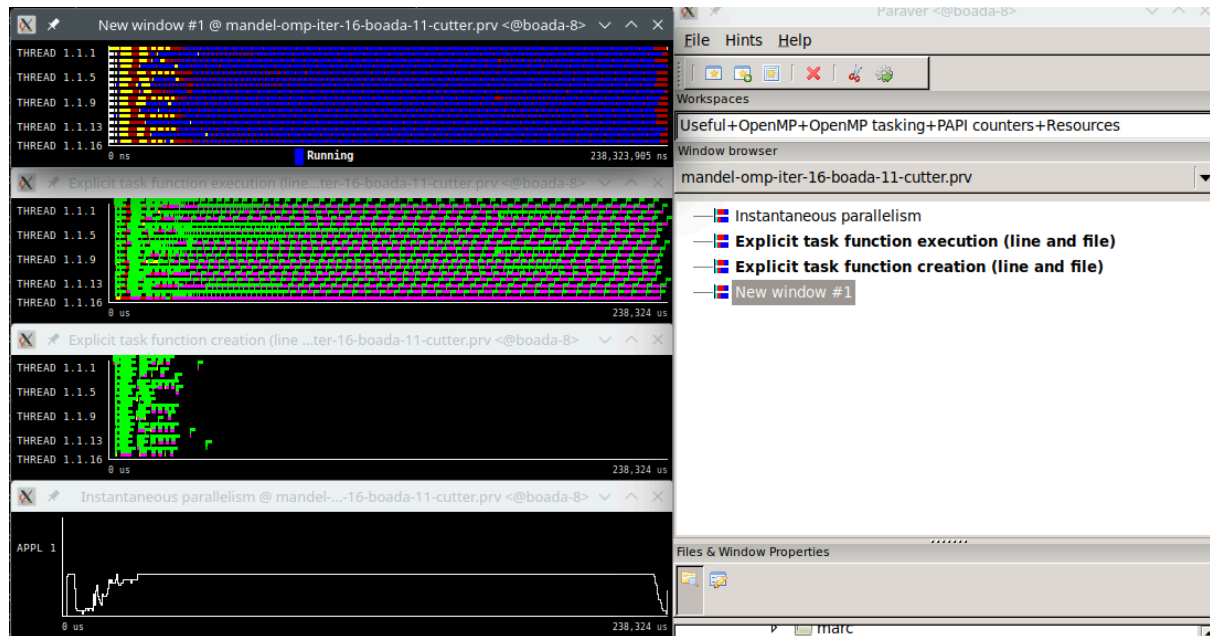 New window #1 @ mandel-omp-iter-16-boada-11-cutter.prv <@boada-8>
THREAD 1.1.1
THREAD 1.1.5
THREAD 1.1.9
THREAD 1.1.13
THREAD 1.1.16
0 ns
Running
238,323,905 ns
Explicit task function execution (line ...ter-16-boada-11-cutter.prv <@boada-8>
THREAD 1.1.1
THREAD 1.1.5
THREAD 1.1.9
THREAD 1.1.13
THREAD 1.1.16
0 us
238,324 us
Explicit task function creation (line ...ter-16-boada-11-cutter.prv <@boada-8>
THREAD 1.1.1
THREAD 1.1.5
THREAD 1.1.9
THREAD 1.1.13
THREAD 1.1.16
0 us
238,324 us
Instantaneous parallelism @ mandel-...-16-boada-11-cutter.prv <@boada-8>
APPL 1
0 us
238,324 us
Paraver <@boada-8>
File Hints Help
Workspaces
Useful+OpenMP+OpenMP tasking+PAPI counters+Resources
Window browser
mandel-omp-iter-16-boada-11-cutter.prv
Instantaneous parallelism
Explicit task function execution (line and file)
Explicit task function creation (line and file)
New window #1
Files & Window Properties
marc